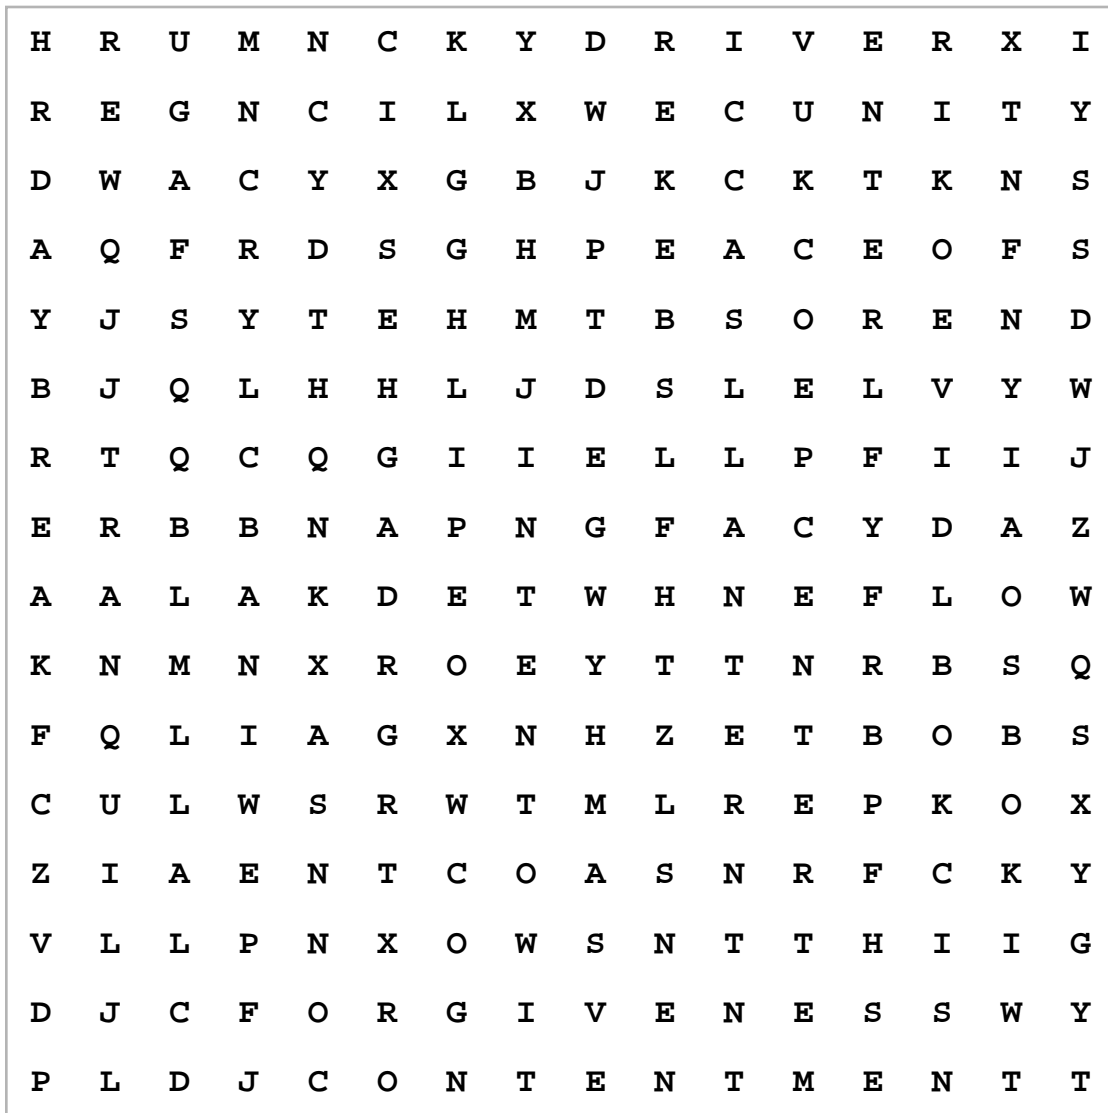 H R U M N C K Y D R I V E R X I
R E G N C I L X W E C U N I T Y
D W A C Y X G B J K C K T K N S
A Q F R D S G H P E A C E O F S
Y J S Y T E H M T B S O R E N D
B J Q L H H L J D S L E L V Y W
R T Q C Q G I I E L L P F I I J
E R B B N A P N G F A C Y D A Z
A A L A K D E T W H N E F L O W
K N M N X R O E Y T T N R B S Q
F Q L I A G X N H Z E T B O B S
C U L W S R W T M L R E P K O X
Z I A E N T C O A S N R F C K Y
V L L P N X O W S N T T H I I G
D J C F O R G I V E N E S S W Y
P L D J C O N T E N T M E N T T